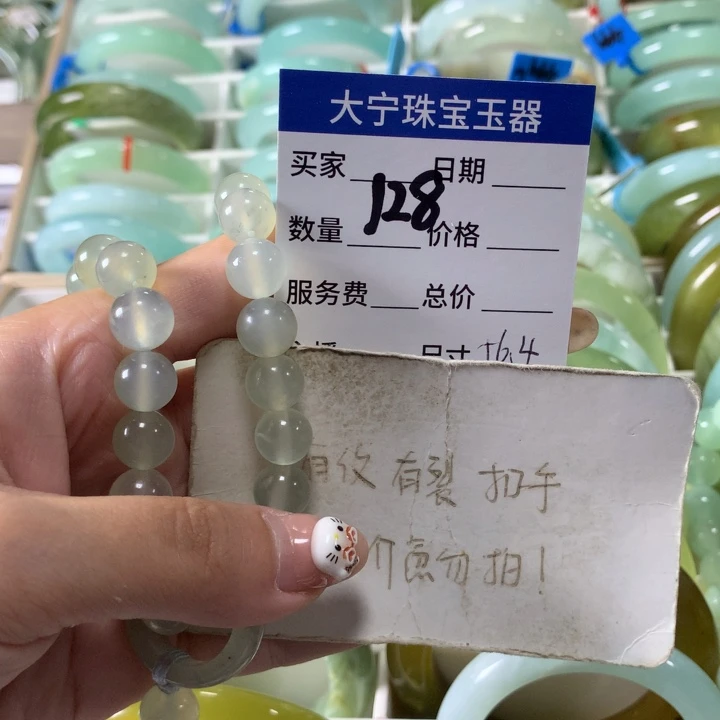 大宁珠宝玉器
买家 128 日期
数量 价格
服务费 总价
尺寸 16.4
有纹 有裂 扣手
介意勿拍！